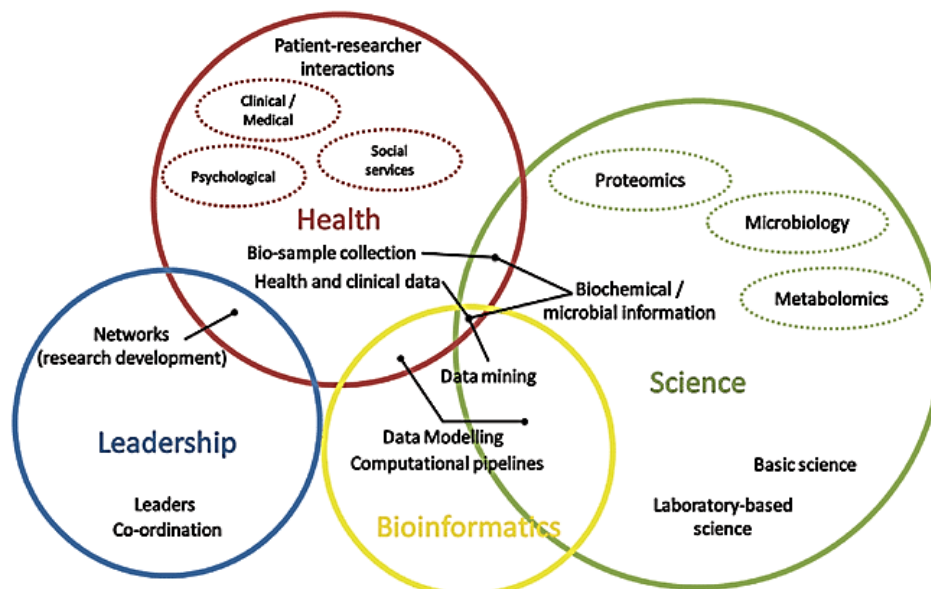 Patient-researcher
interactions
Clinical /
Medical
Psychological
Social
services
Health
Bio-sample collection
Health and clinical data
Proteomics
Microbiology
Metabolomics
Biochemical /
microbial information
Networks
(research development)
Data mining
Science
Leadership
Data Modelling
Computational pipelines
Basic science
Laboratory-based
science
Leaders
Co-ordination
Bioinformatics